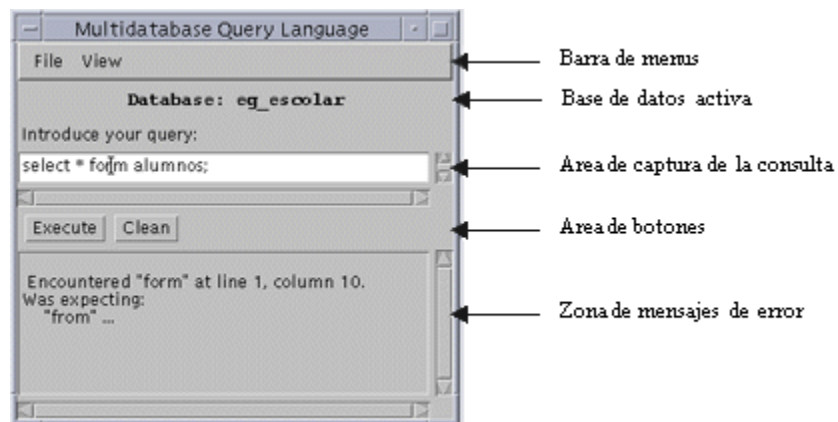 Multidatabase Query Language
File View
Barra de menus
Database: eg_escolar
Base de datos activa
Introduce your query:
select * form alumnos;
Area de captura de la consulta
Execute Clean
Area de botones
Encountered "form" at line 1, column 10.
Was expecting:
"from" ...
Zona de mensajes de error